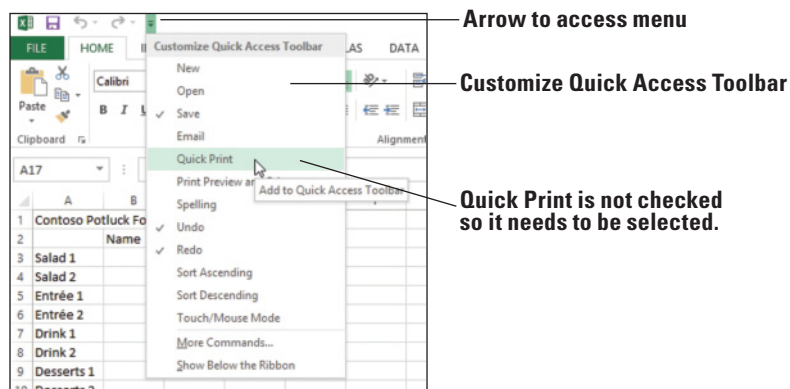 Arrow to access menu
FILE HOME Customize Quick Access Toolbar LAS DATA
New
Calibri
Customize Quick Access Toolbar
Open
Paste
B I
Save
Email
Clipboard
Alignment
Quick Print
A17
Print Preview and
Add to Quick Access Toolbar
Quick Print is not checked
so it needs to be selected.
Spelling
A B
1 Contoso Potluck Fo
Undo
2 Name
Redo
3 Salad 1
Sort Ascending
4 Salad 2
Sort Descending
5 Entrée 1
6 Entrée 2
Touch/Mouse Mode
7 Drink 1
More Commands...
8 Drink 2
Show Below the Ribbon
9 Desserts 1